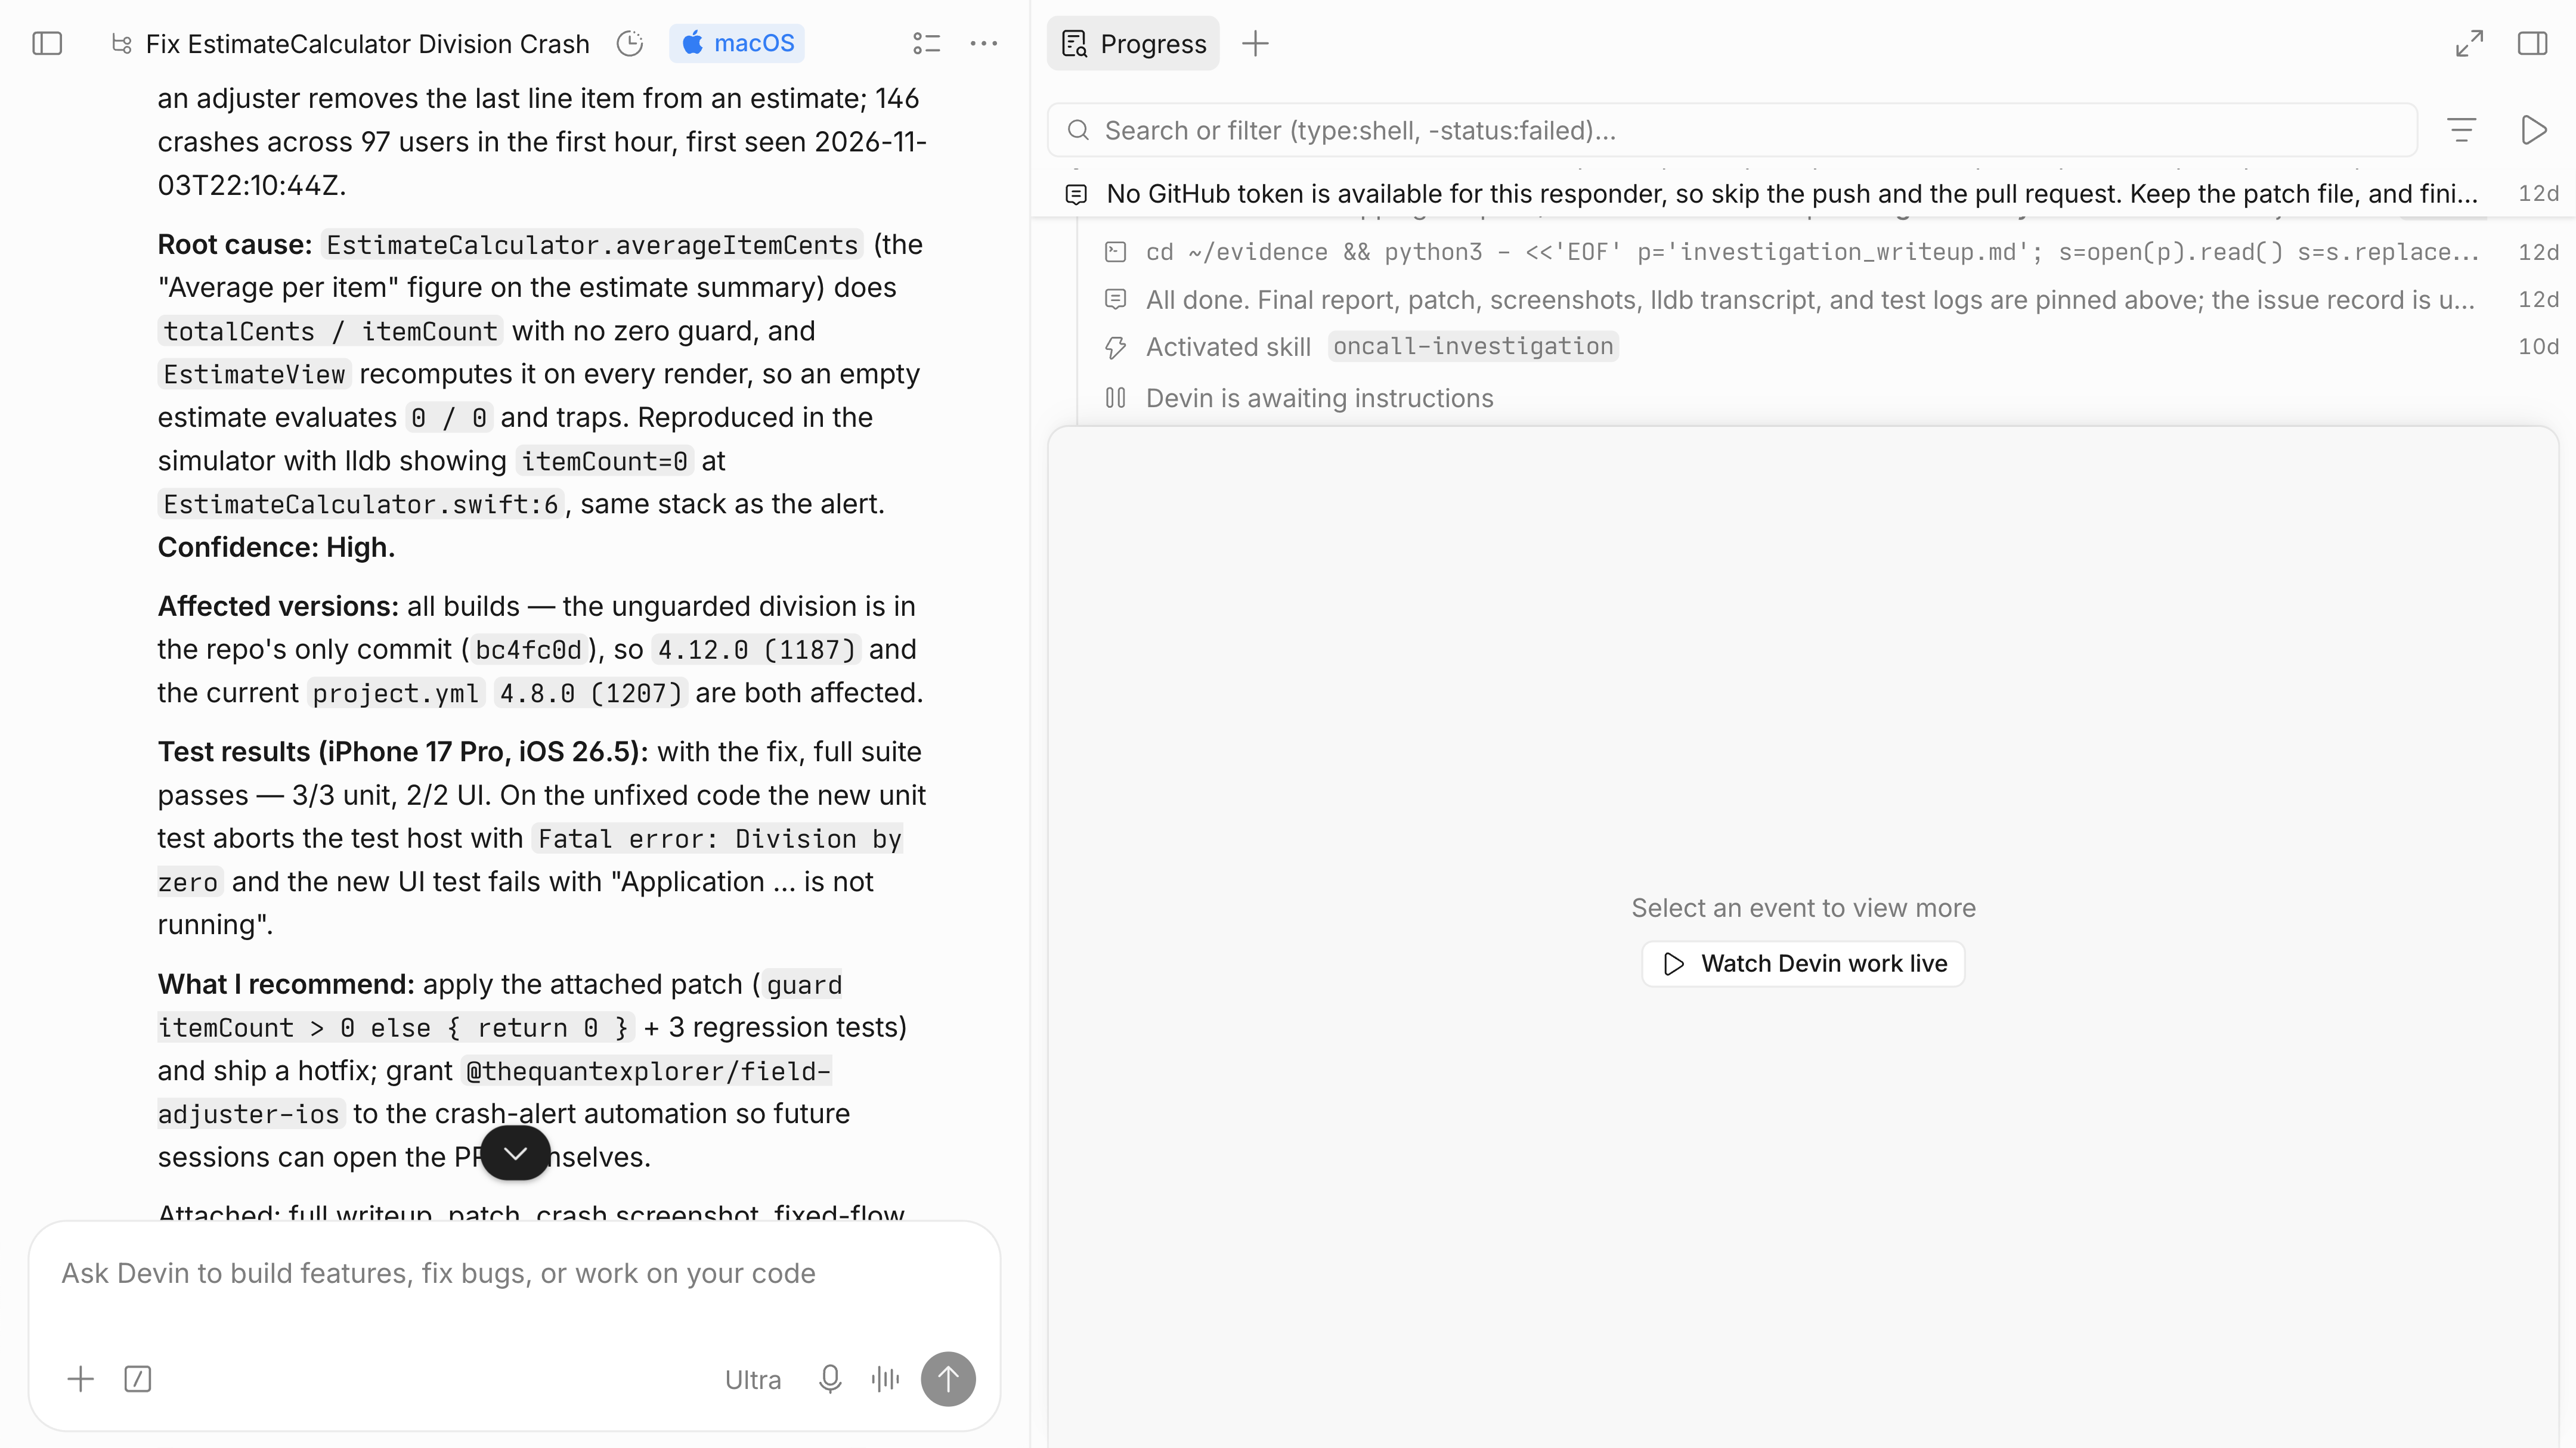 Fix EstimateCalculator Division Crash
macOS
an adjuster removes the last line item from an estimate; 146
crashes across 97 users in the first hour, first seen 2026-11-
03T22:10:44Z.
Root cause: EstimateCalculator.averageItemCents (the
"Average per item" figure on the estimate summary) does
totalCents / itemCount with no zero guard, and
EstimateView recomputes it on every render, so an empty
estimate evaluates 0 / 0 and traps. Reproduced in the
simulator with lldb showing itemCount=0 at
EstimateCalculator.swift:6, same stack as the alert.
Confidence: High.
Affected versions: all builds — the unguarded division is in
the repo's only commit (bc4fc0d), so 4.12.0 (1187) and
the current project.yml 4.8.0 (1207) are both affected.
Test results (iPhone 17 Pro, iOS 26.5): with the fix, full suite
passes — 3/3 unit, 2/2 UI. On the unfixed code the new unit
test aborts the test host with Fatal error: Division by
zero and the new UI test fails with "Application ... is not
running".
What I recommend: apply the attached patch (guard
itemCount > 0 else { return 0 } + 3 regression tests)
and ship a hotfix; grant @thequantexplorer/field-
adjuster-ios to the crash-alert automation so future
sessions can open the nselves.
Attached: full writeup, patch, crash screenshot, fixed-flow
Ask Devin to build features, fix bugs, or work on your code
Ultra
Progress
Search or filter (type:shell, -status:failed)...
No GitHub token is available for this responder, so skip the push and the pull request. Keep the patch file, and fini... 12d
cd ~/evidence && python3 - <<'EOF' p='investigation_writeup.md'; s=open(p).read() s=s.replace... 12d
All done. Final report, patch, screenshots, lldb transcript, and test logs are pinned above; the issue record is u... 12d
Activated skill oncall-investigation 10d
Devin is awaiting instructions
Select an event to view more
Watch Devin work live